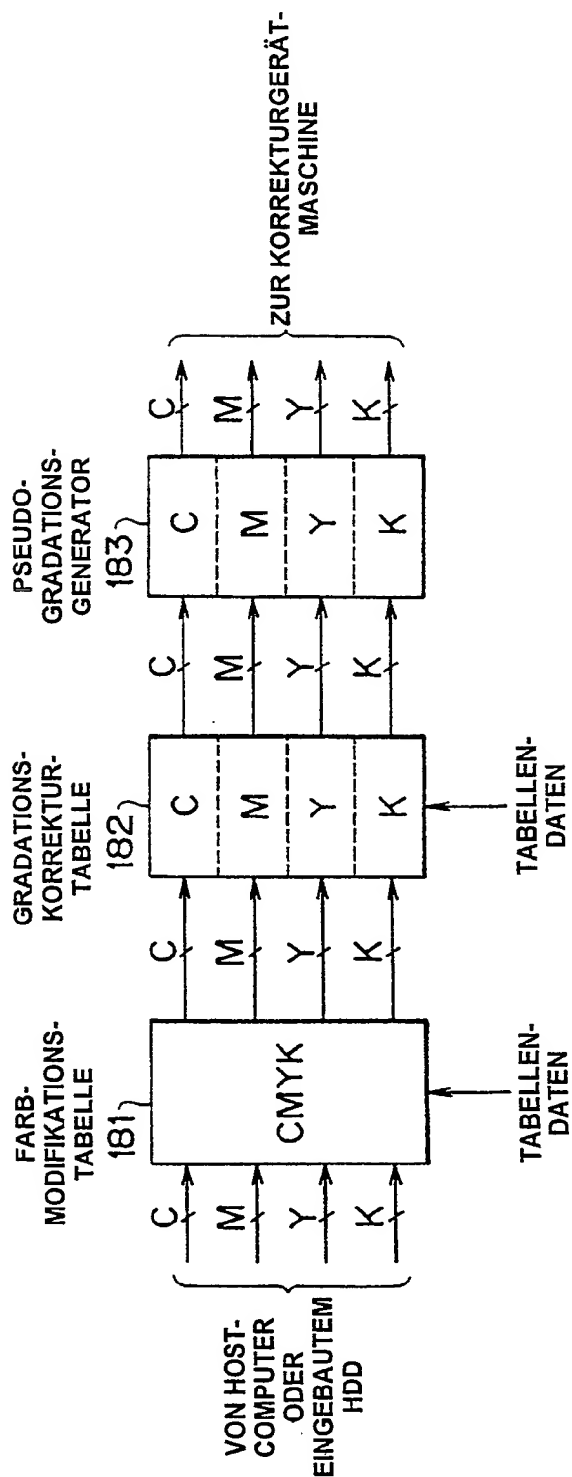 VON HOST-
COMPUTER
ODER
EINGEBAUTEM
HDD
C
M
Y
K
FARB-
MODIFIKATIONS-
TABELLE
181
CMYK
TABELLEN-
DATEN
C
M
Y
K
GRADATIONS-
KORREKTUR-
TABELLE
182
C
M
Y
K
TABELLEN-
DATEN
C
M
Y
K
PSEUDO-
GRADATIONS-
GENERATOR
183
C
M
Y
K
C
M
Y
K
ZUR KORREKTURGERÄT-
MASCHINE